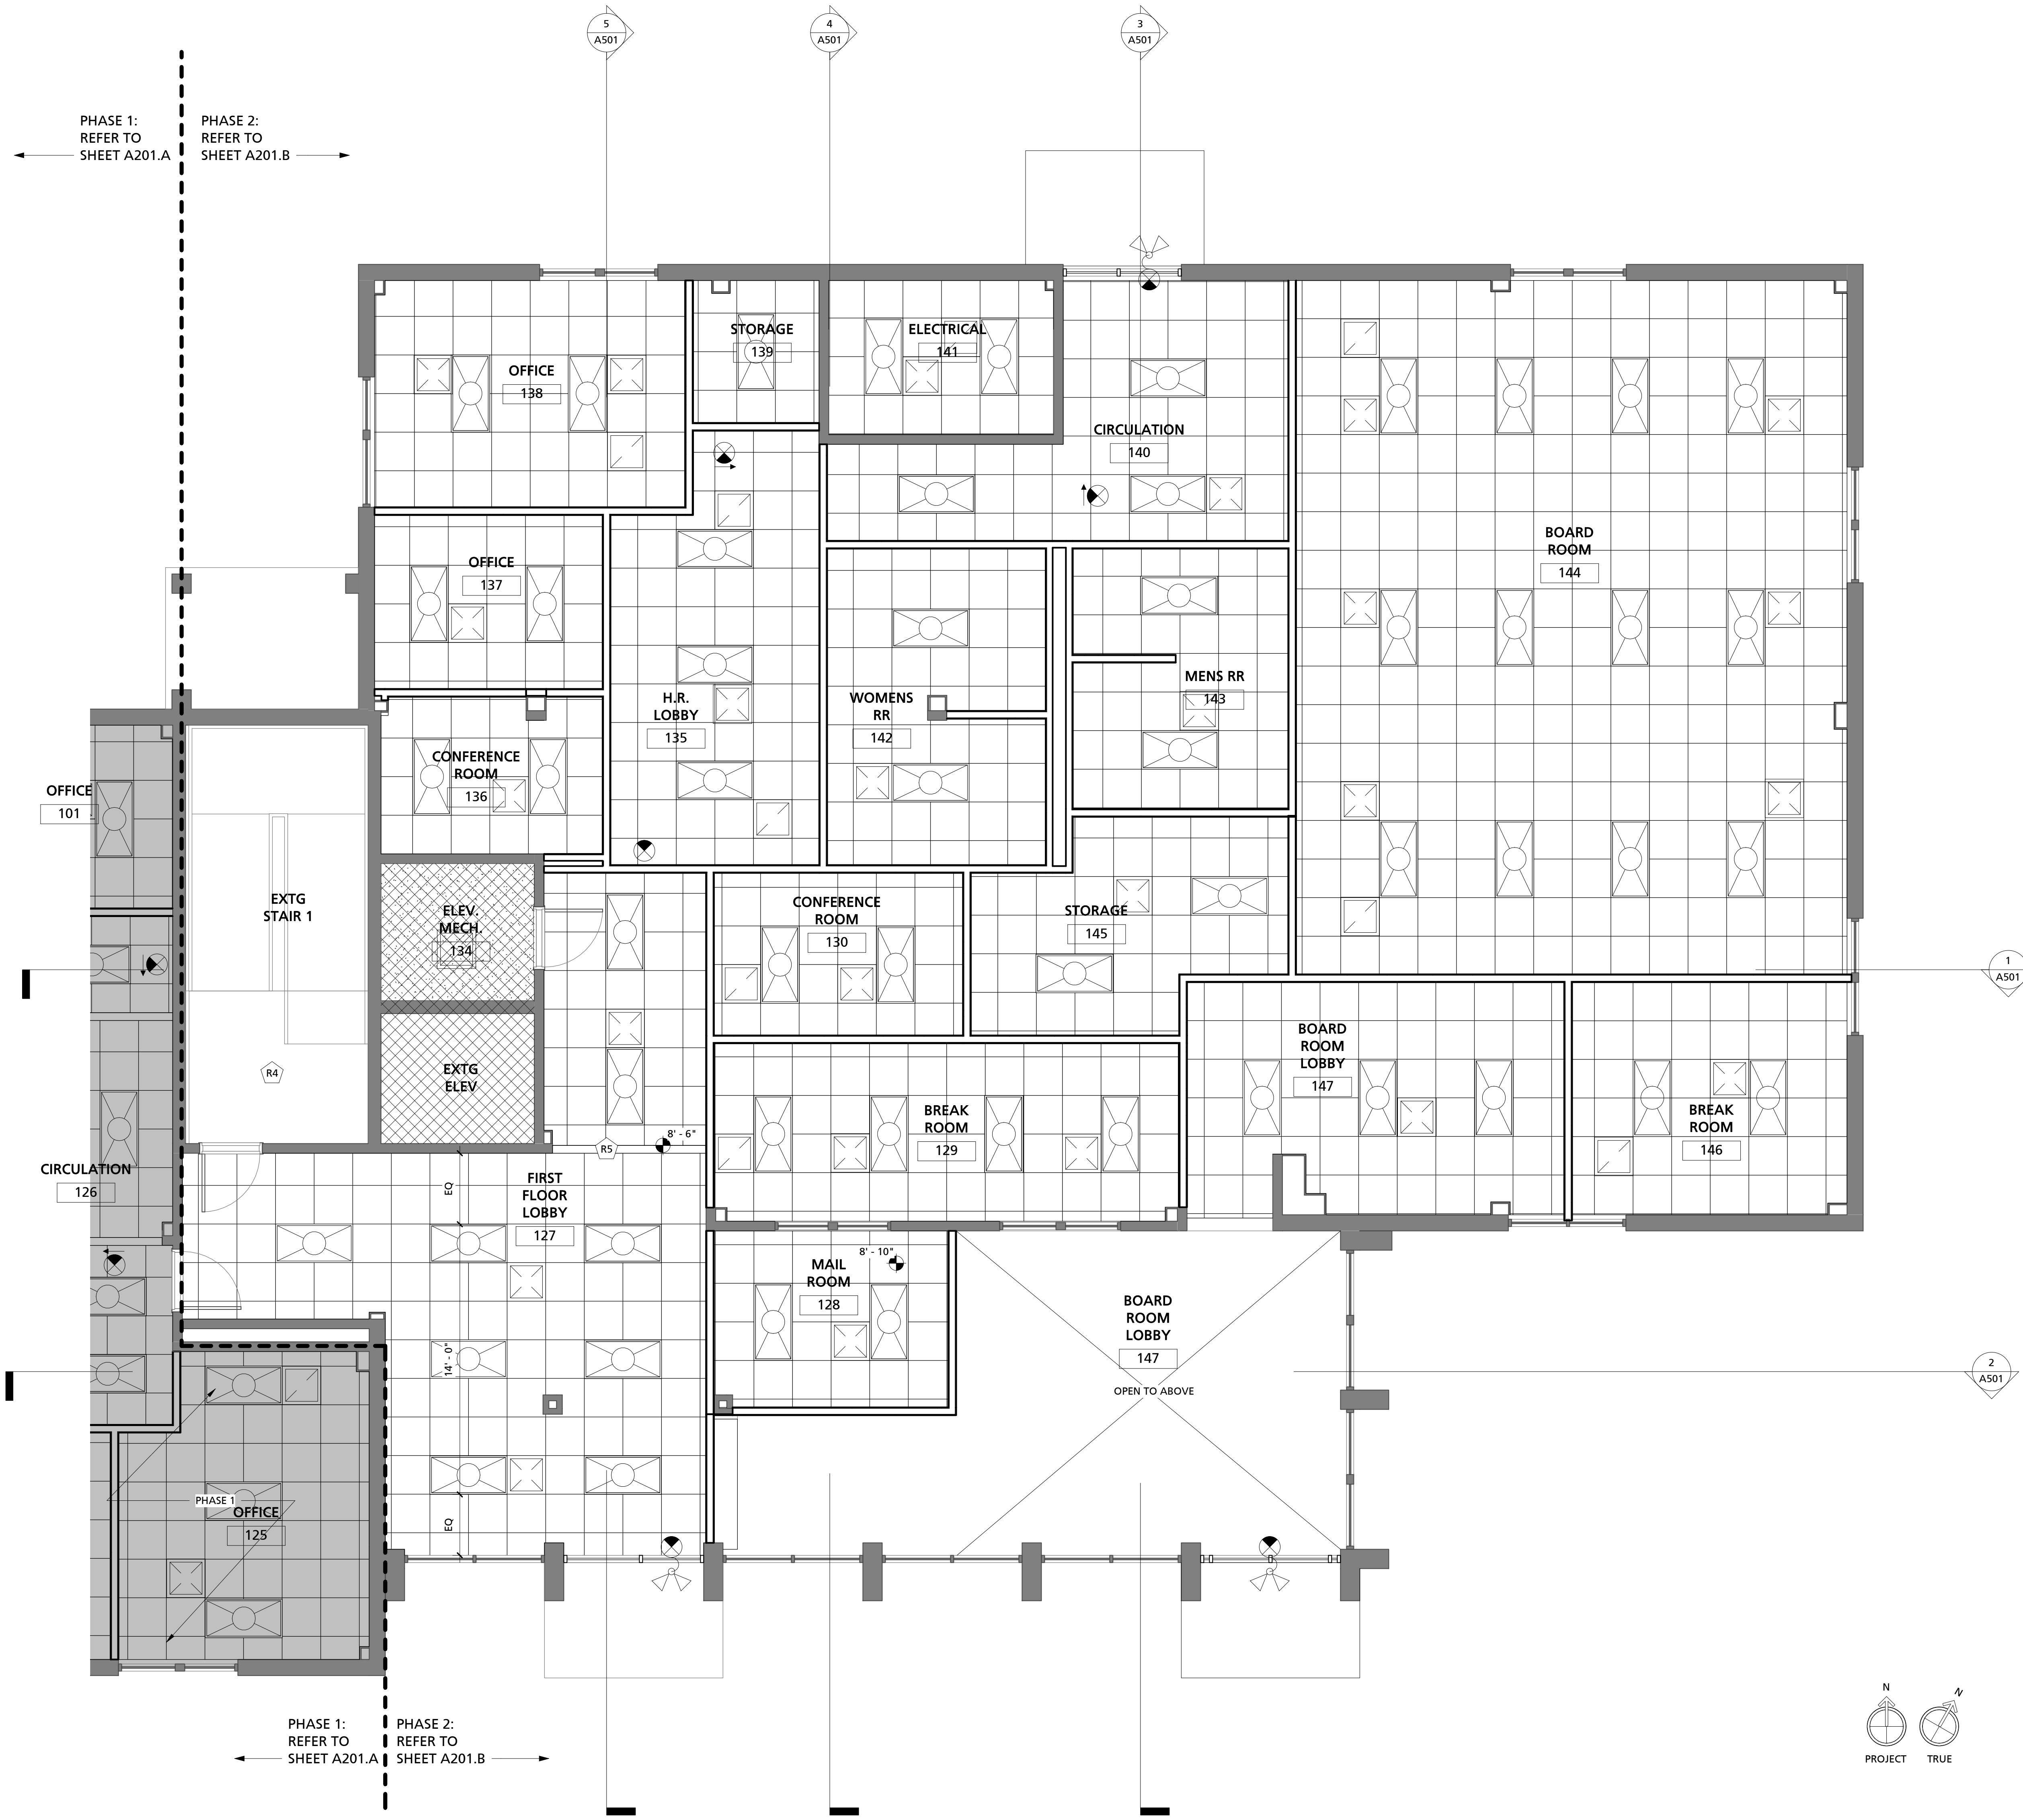 5
A501
4
A501
3
A501
PHASE 1:
REFER TO
SHEET A201.A
PHASE 2:
REFER TO
SHEET A201.B
STORAGE
139
ELECTRICAL
141
OFFICE
138
CIRCULATION
140
BOARD
ROOM
144
OFFICE
137
MENS RR
143
H.R.
LOBBY
135
WOMENS
RR
142
CONFERENCE
ROOM
136
OFFICE
101
EXTG
STAIR 1
ELEV.
MECH.
134
CONFERENCE
ROOM
130
STORAGE
145
1
A501
BOARD
ROOM
LOBBY
147
R4
EXTG
ELEV
BREAK
ROOM
129
BREAK
ROOM
146
8' - 6"
R5
CIRCULATION
126
EQ
FIRST
FLOOR
LOBBY
127
8' - 10"
MAIL
ROOM
128
BOARD
ROOM
LOBBY
147
14' - 0"
2
A501
OPEN TO ABOVE
PHASE 1
OFFICE
125
EQ
N
N
PROJECT
TRUE
PHASE 1:
REFER TO
SHEET A201.A
PHASE 2:
REFER TO
SHEET A201.B